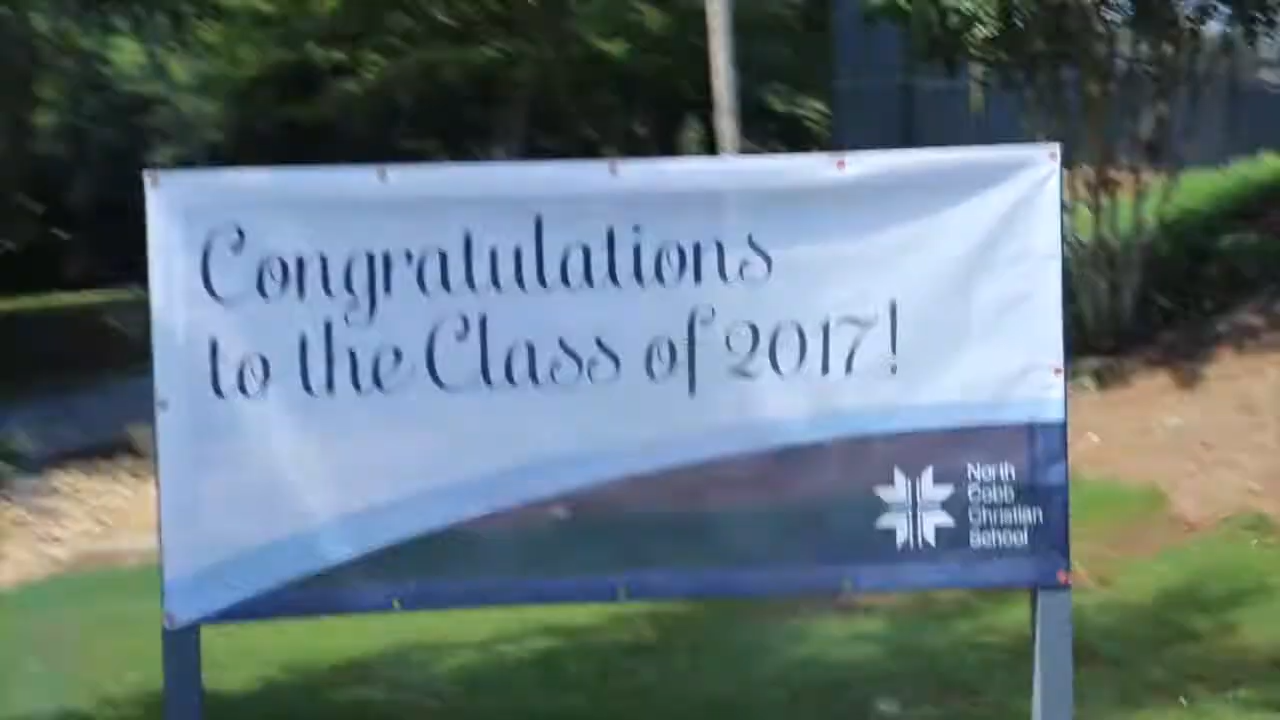 Congratulations
to the Class of 2017!
North
Cobb
Christian
School